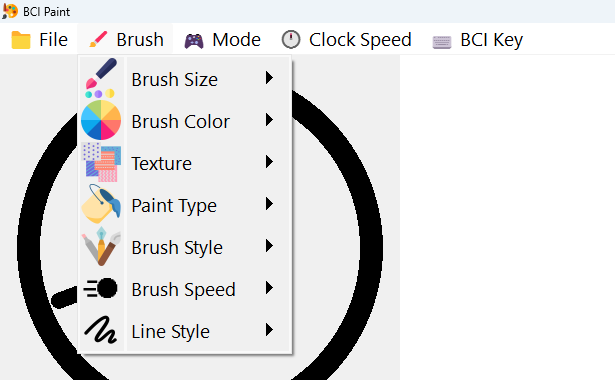 BCI Paint
File Brush Mode Clock Speed BCI Key
Brush Size
Brush Color
Texture
Paint Type
Brush Style
Brush Speed
Line Style